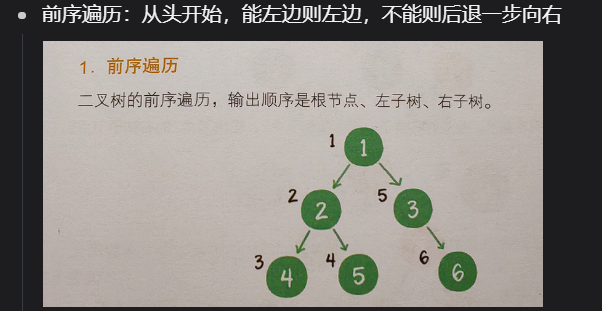 前序遍历：从头开始，能左边则左边，不能则后退一步向右
1. 前序遍历
二叉树的前序遍历，输出顺序是根节点、左子树、右子树。
1 1
2 2 5 3
3 4 4 5 6 6